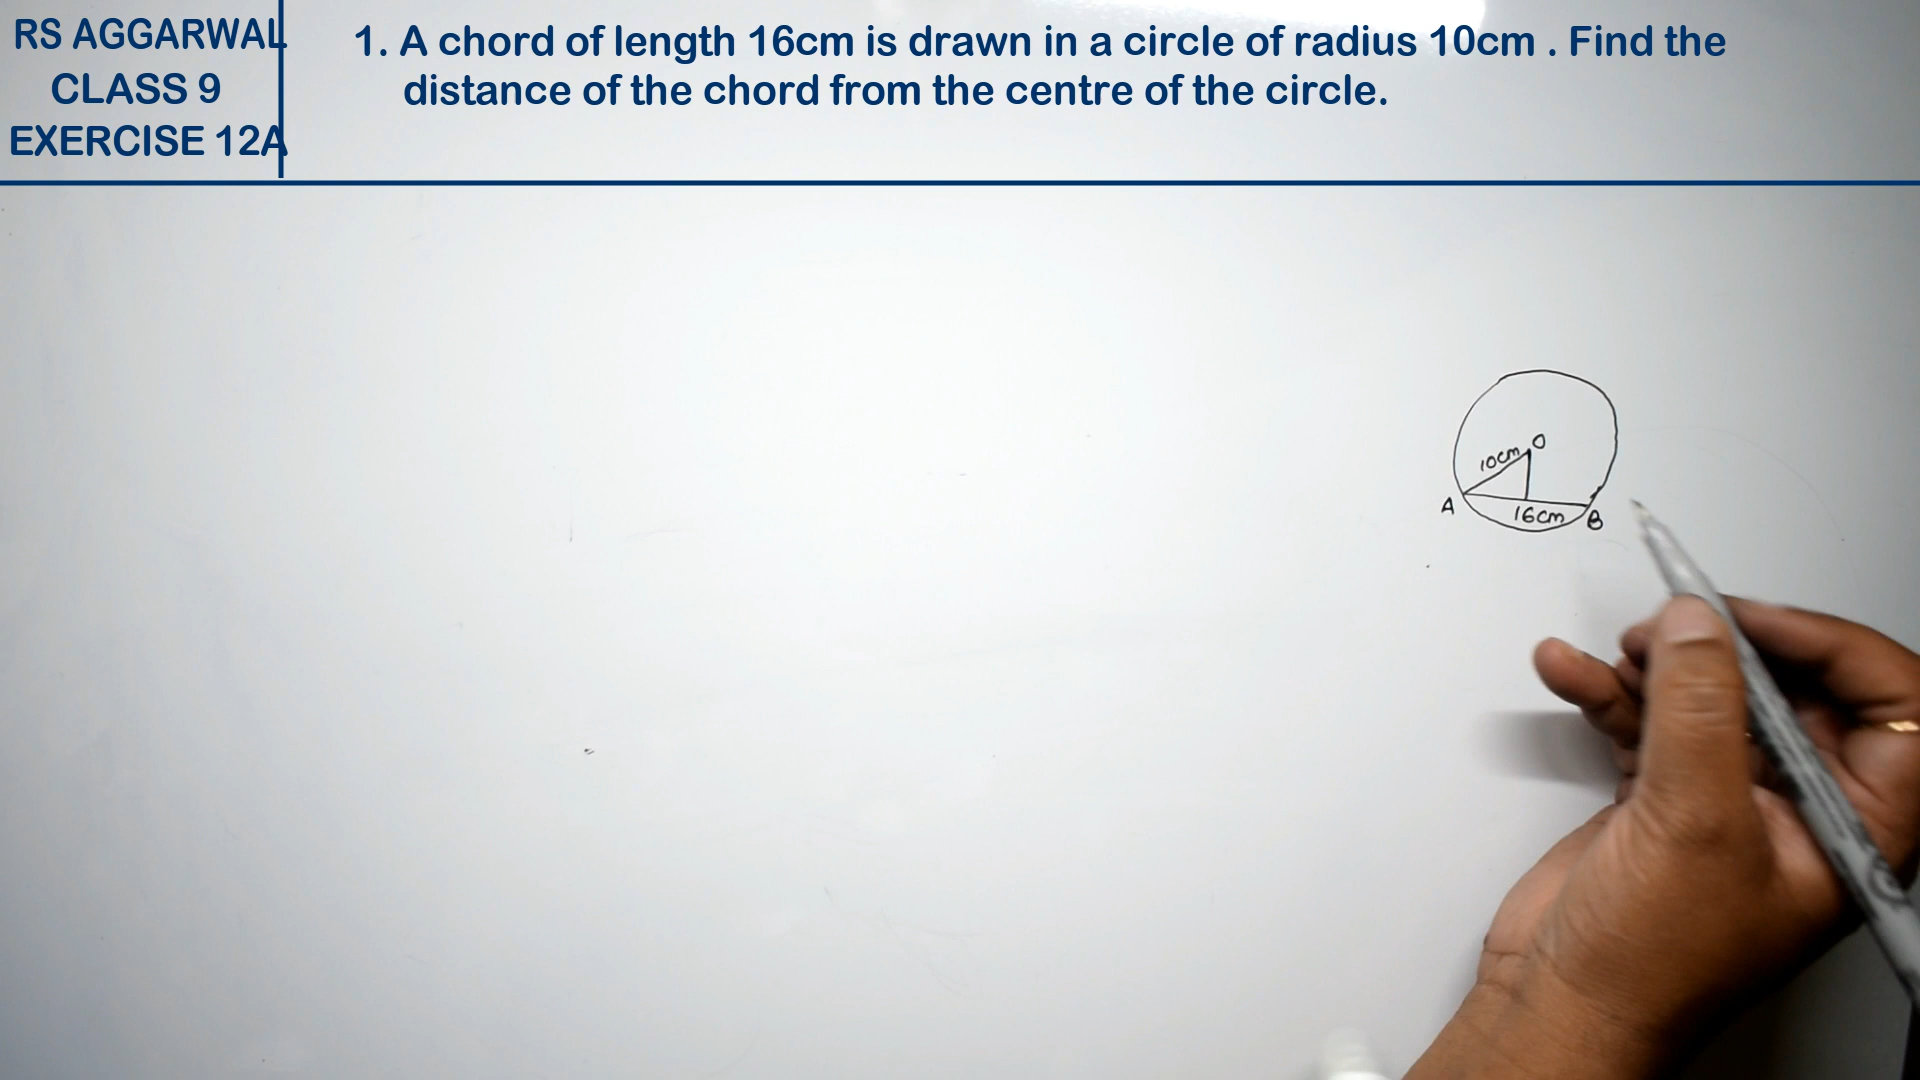 RS AGGARWAL
CLASS 9
EXERCISE 12A
1. A chord of length 16cm is drawn in a circle of radius 10cm . Find the
distance of the chord from the centre of the circle.
O
10cm
A
16cm
B